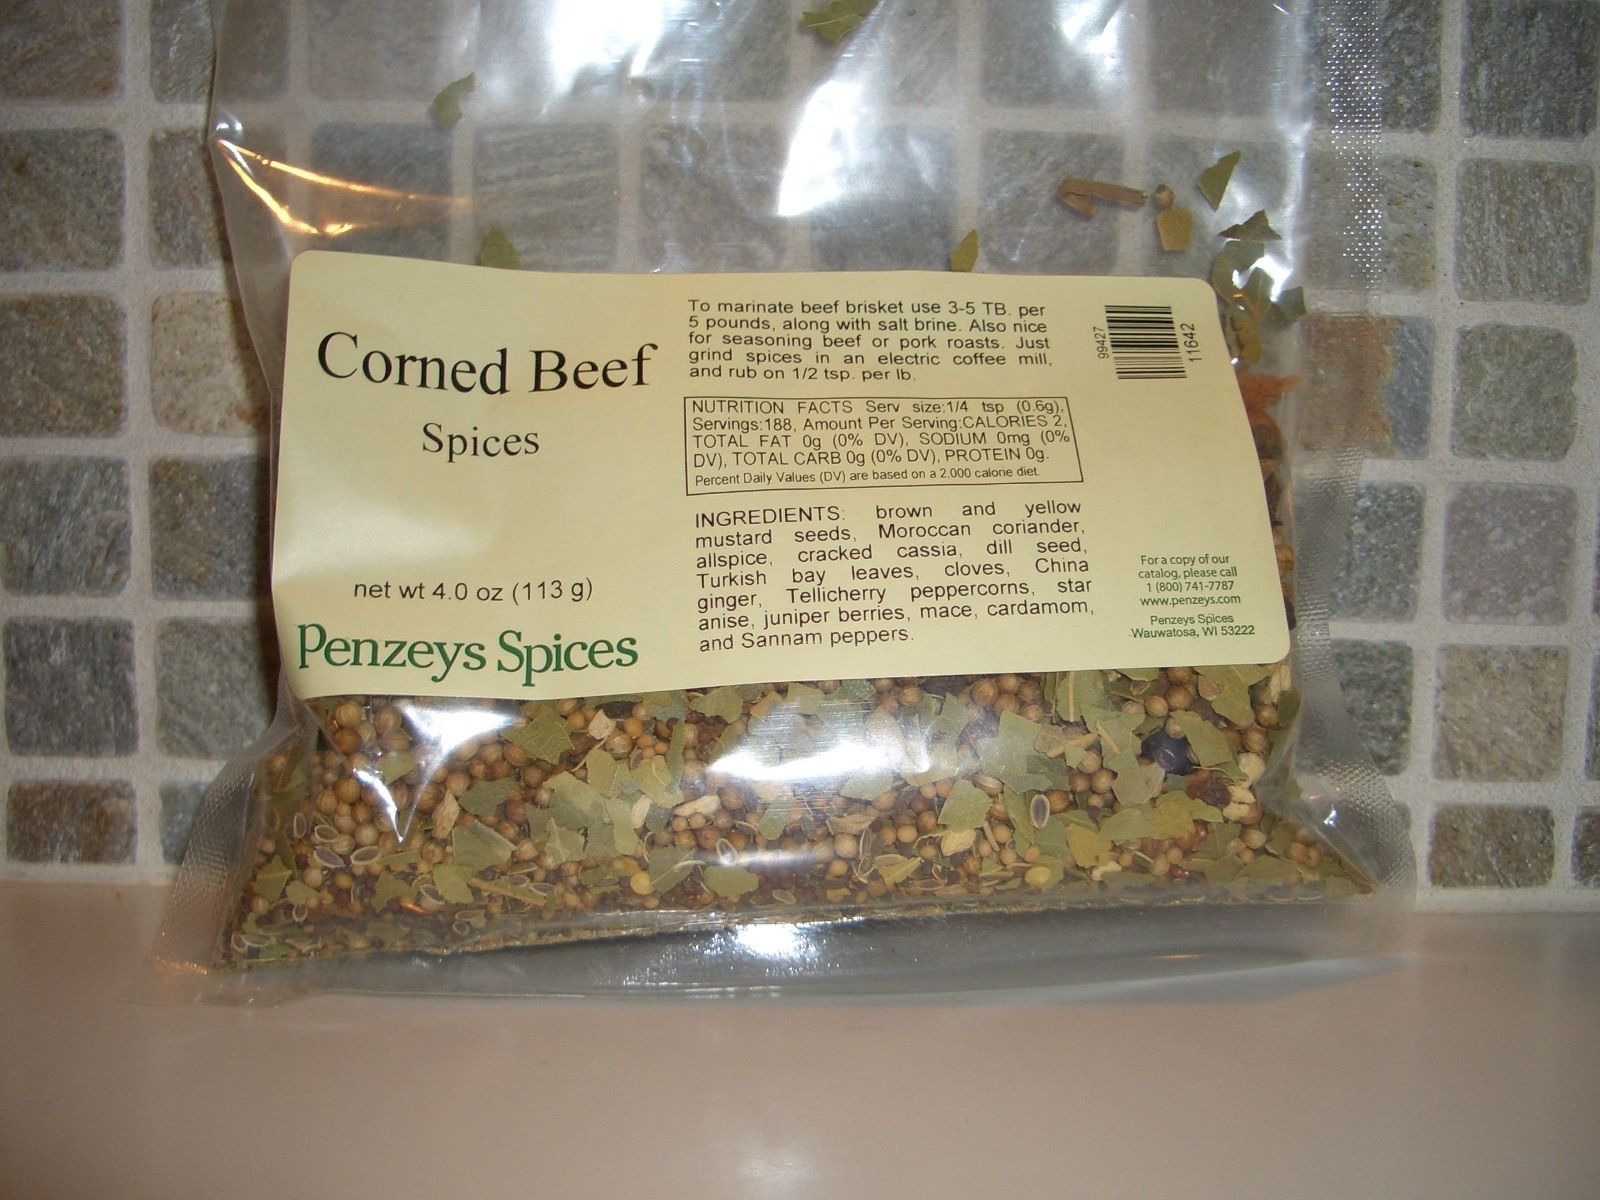 Corned Beef
Spices
net wt 4.0 oz (113 g)
Penzeys Spices
To marinate beef brisket use 3-5 TB. per
5 pounds, along with salt brine. Also nice
for seasoning beef or pork roasts. Just
grind spices in an electric coffee mill,
and rub on 1/2 tsp. per lb.
NUTRITION FACTS Serv size:1/4 tsp (0.6g),
Servings:188, Amount Per Serving:CALORIES 2,
TOTAL FAT 0g (0% DV), SODIUM 0mg (0%
DV), TOTAL CARB 0g (0% DV), PROTEIN 0g.
Percent Daily Values (DV) are based on a 2,000 calorie diet.
INGREDIENTS: brown and yellow
mustard seeds, Moroccan coriander,
allspice, cracked cassia, dill seed,
Turkish bay leaves, cloves, China
ginger, Tellicherry peppercorns, star
anise, juniper berries, mace, cardamom,
and Sannam peppers.
99427
11642
For a copy of our
catalog, please call
1 (800) 741-7787
www.penzeys.com
Penzeys Spices
Wauwatosa, WI 53222